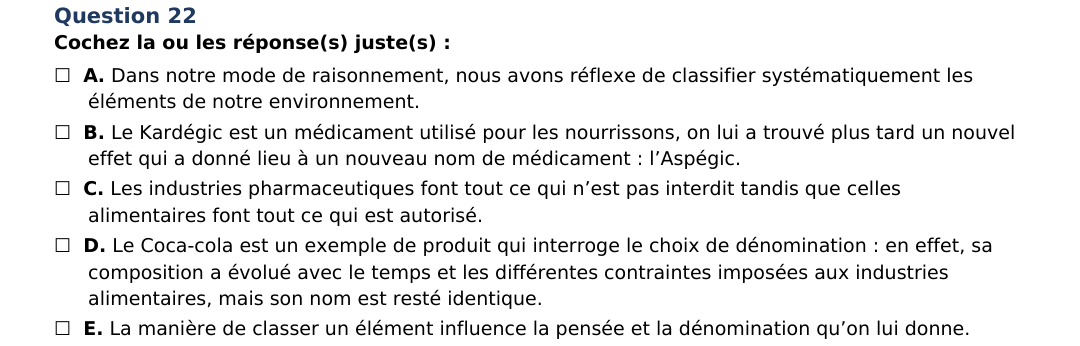 Question 22
Cochez la ou les réponse(s) juste(s) :
☐ A. Dans notre mode de raisonnement, nous avons réflexe de classifier systématiquement les
éléments de notre environnement.
☐ B. Le Kardégic est un médicament utilisé pour les nourrissons, on lui a trouvé plus tard un nouvel
effet qui a donné lieu à un nouveau nom de médicament : l’Aspégic.
☐ C. Les industries pharmaceutiques font tout ce qui n’est pas interdit tandis que celles
alimentaires font tout ce qui est autorisé.
☐ D. Le Coca-cola est un exemple de produit qui interroge le choix de dénomination : en effet, sa
composition a évolué avec le temps et les différentes contraintes imposées aux industries
alimentaires, mais son nom est resté identique.
☐ E. La manière de classer un élément influence la pensée et la dénomination qu’on lui donne.